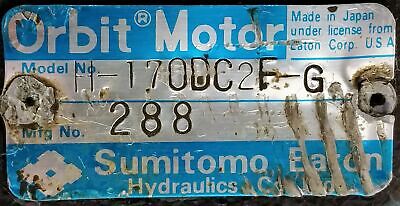 Orbit® Motor
Made in Japan
under license from
Eaton Corp. U.S.A
Model No.
H-170DC2F-G
288
Mfg No.
Sumitomo Eaton
Hydraulics Co